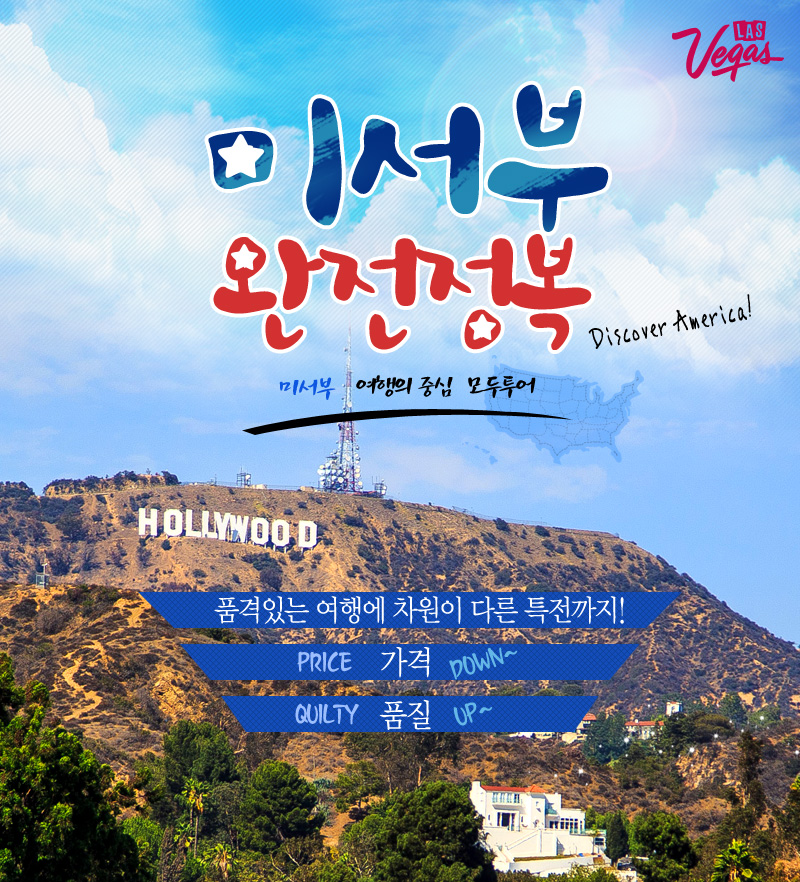 LAS
Vegas
미서부
완전정복
Discover America!
미서부 여행의 중심 모두투어
HOLLYWOOD
품격있는 여행에 차원이 다른 특전까지!
PRICE 가격 DOWN~
QUILTY 품질 UP~